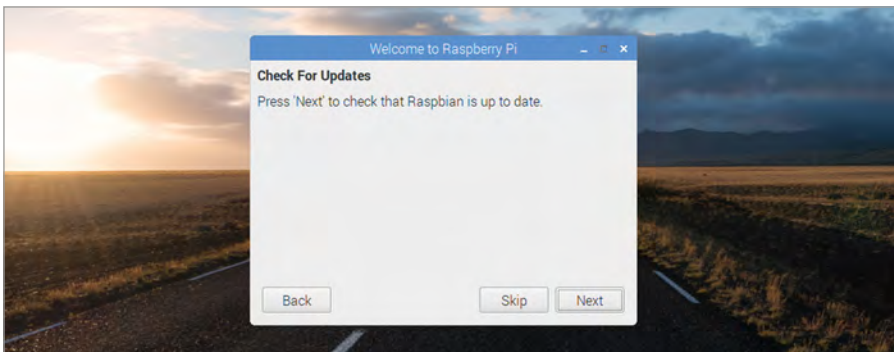 Welcome to Raspberry Pi
Check For Updates
Press 'Next' to check that Raspbian is up to date.
Back Skip Next